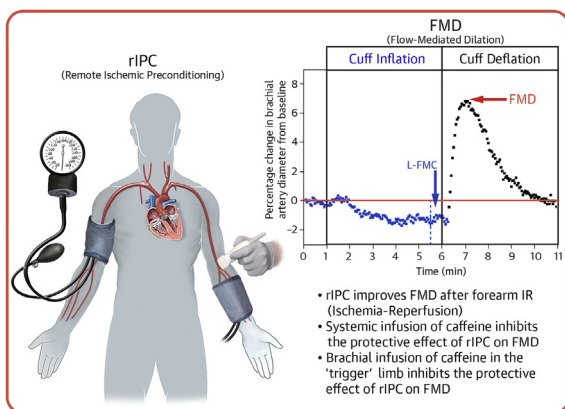 rIPC
(Remote Ischemic Preconditioning)
FMD
(Flow-Mediated Dilation)
Cuff Inflation
Cuff Deflation
Percentage change in brachial
artery diameter from baseline
8
6
4
2
0
−2
FMD
L-FMC
0 1 2 3 4 5 6 7 8 9 10 11
Time (min)
• rIPC improves FMD after forearm IR
(Ischemia-Reperfusion)
• Systemic infusion of caffeine inhibits
the protective effect of rIPC on FMD
• Brachial infusion of caffeine in the
‘trigger’ limb inhibits the protective
effect of rIPC on FMD